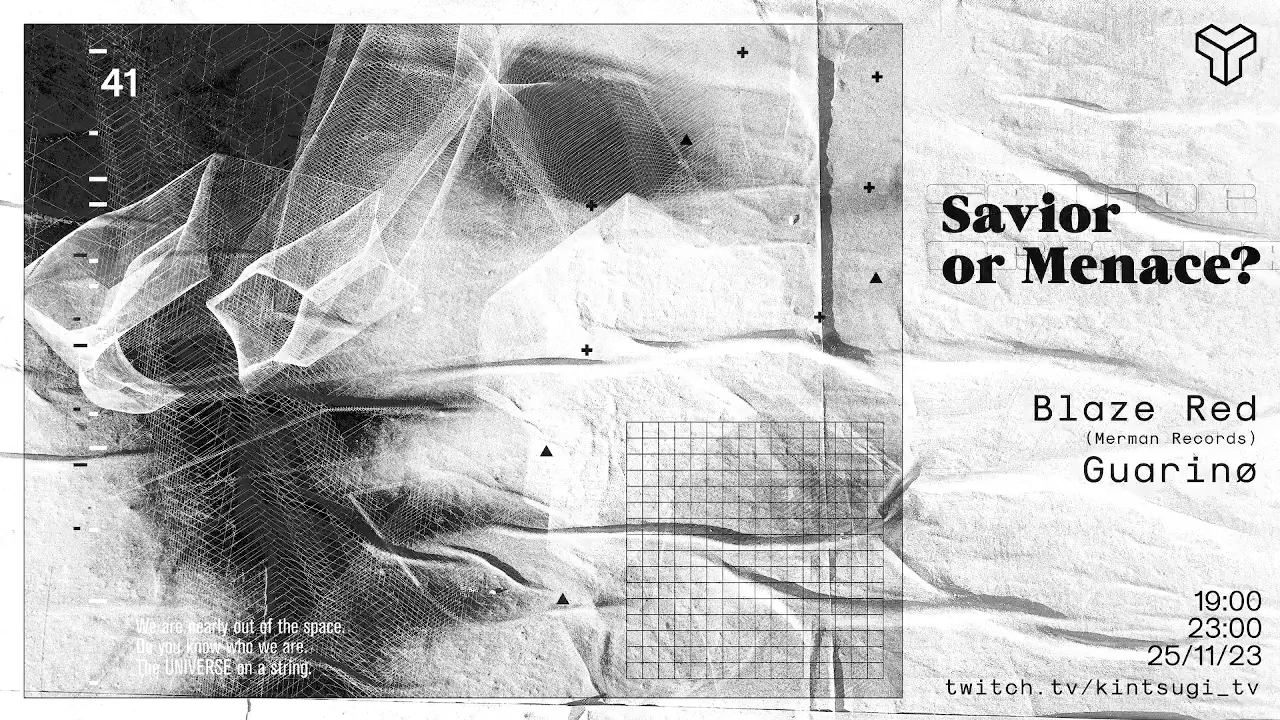 41
Savior
or Menace?
Blaze Red
(Merman Records)
Guarinø
We are nearly out of the space.
Do you know who we are.
The UNIVERSE on a string.
19:00
23:00
25/11/23
twitch.tv/kintsugi_tv